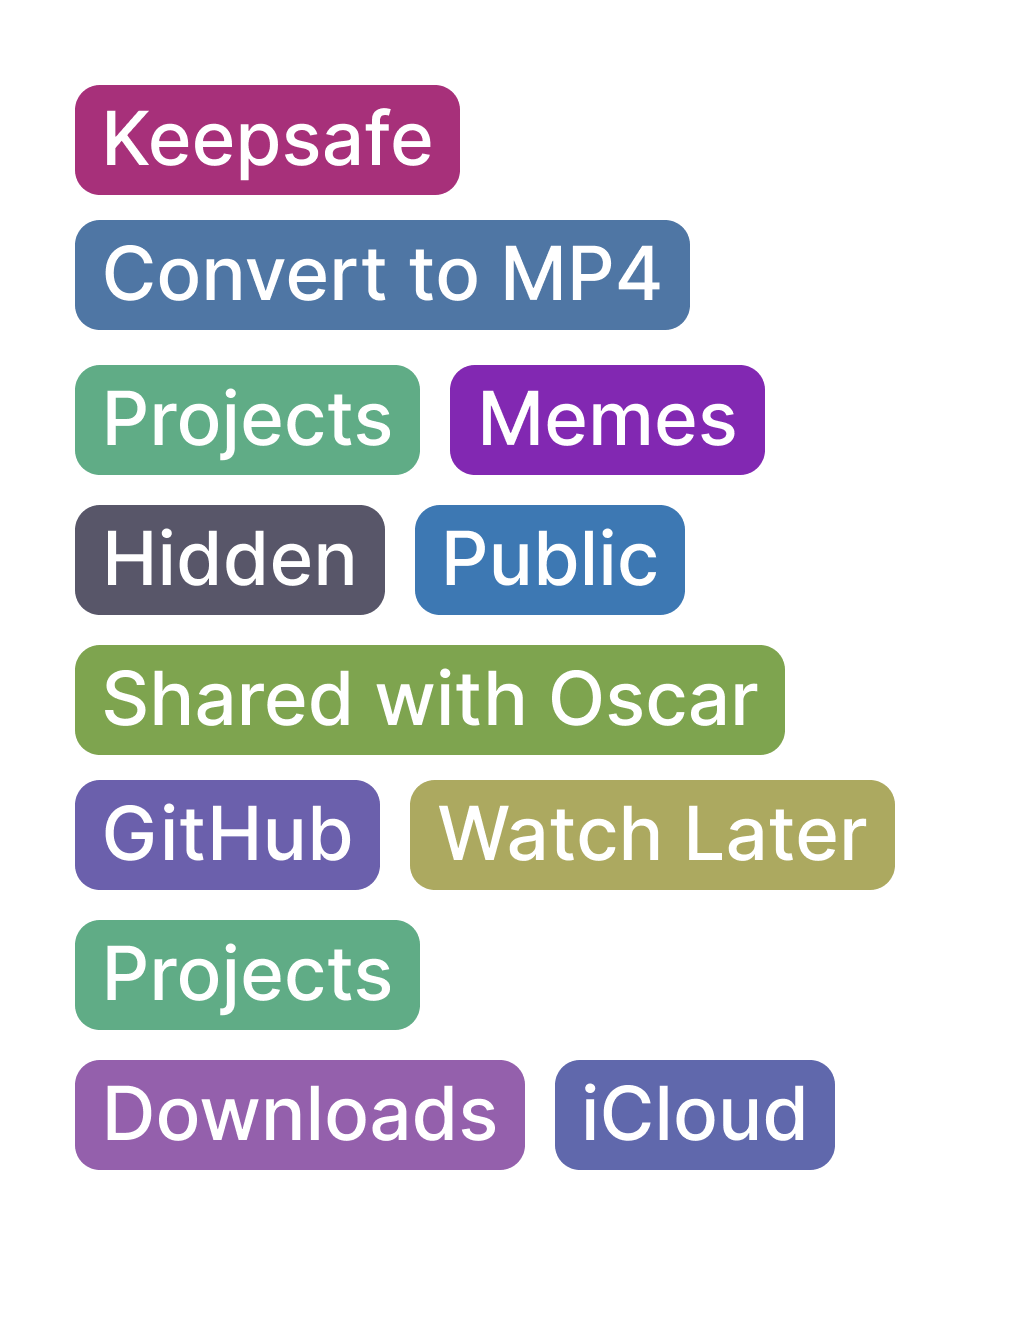 Keepsafe
Convert to MP4
Projects Memes
Hidden Public
Shared with Oscar
GitHub Watch Later
Projects
Downloads iCloud